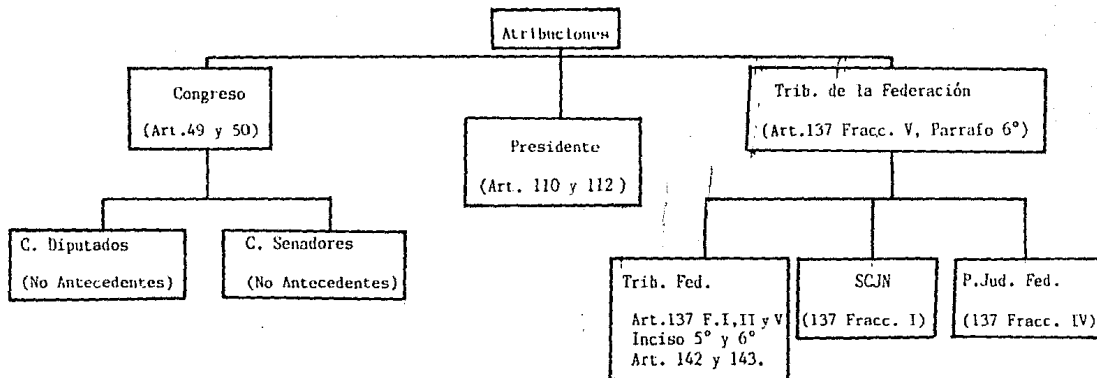 Atribuciones
Congreso
(Art.49 y 50)
Presidente
(Art. 110 y 112)
Trib. de la Federación
(Art.137 Fracc. V, Parrafo 6°)
C. Diputados
(No Antecedentes)
C. Senadores
(No Antecedentes)
Trib. Fed.
Art.137 F.I,II y V
Inciso 5° y 6°
Art. 142 y 143.
SCJN
(137 Fracc. I)
P.Jud. Fed.
(137 Fracc. IV)